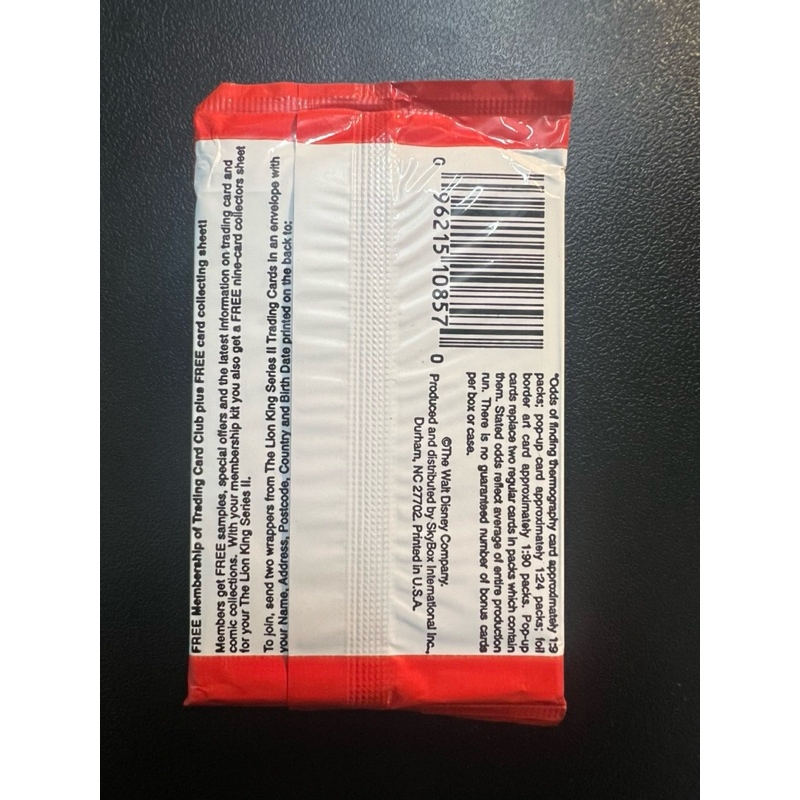 FREE Membership of Trading Card Club plus FREE card collecting sheet!
Members get FREE samples, special offers and the latest information on trading card and
comic collections. With your membership kit you also get a FREE nine-card collectors sheet
for your The Lion King Series II.
To join, send two wrappers from The Lion King Series II Trading Cards in an envelope with
your Name, Address, Postcode, Country and Birth Date printed on the back to:
*Odds of finding thermography card approximately 1:9
packs; pop-up card approximately 1:24 packs; foil
border art card approximately 1:90 packs. Pop-up
cards replace two regular cards in packs which contain
them. Stated odds reflect average of entire production
run. There is no guaranteed number of bonus cards
per box or case.
©The Walt Disney Company.
Produced and distributed by SkyBox International Inc.,
Durham, NC 27702. Printed in U.S.A.
G
96215 10857 0